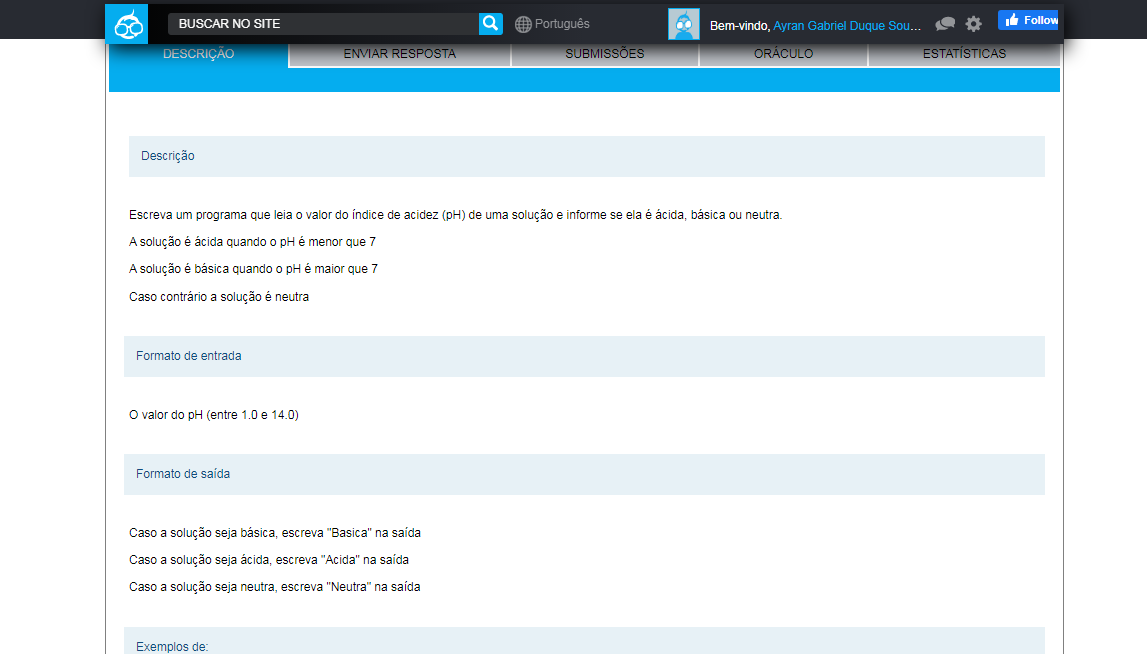 BUSCAR NO SITE
Português
Bem-vindo, Ayran Gabriel Duque Sou...
Follow
DESCRIÇÃO
ENVIAR RESPOSTA
SUBMISSÕES
ORÁCULO
ESTATÍSTICAS
Descrição
Escreva um programa que leia o valor do índice de acidez (pH) de uma solução e informe se ela é ácida, básica ou neutra.
A solução é ácida quando o pH é menor que 7
A solução é básica quando o pH é maior que 7
Caso contrário a solução é neutra
Formato de entrada
O valor do pH (entre 1.0 e 14.0)
Formato de saída
Caso a solução seja básica, escreva "Basica" na saída
Caso a solução seja ácida, escreva "Acida" na saída
Caso a solução seja neutra, escreva "Neutra" na saída
Exemplos de: